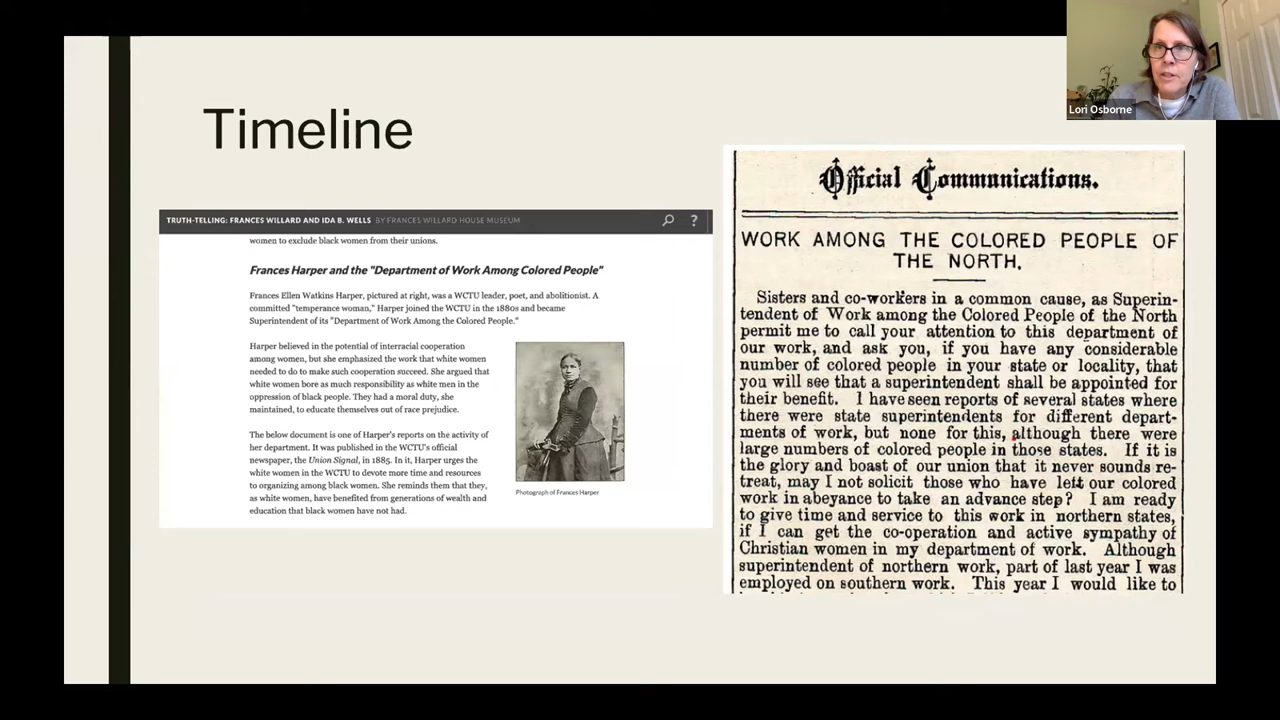 Lori Osborne
Timeline
TRUTH-TELLING: FRANCES WILLARD AND IDA B. WELLS BY FRANCES WILLARD HOUSE MUSEUM
?
women to exclude black women from their unions.
Frances Harper and the "Department of Work Among Colored People"
Frances Ellen Watkins Harper, pictured at right, was a WCTU leader, poet, and abolitionist. A
committed "temperance woman," Harper joined the WCTU in the 1880s and became
Superintendent of its "Department of Work Among the Colored People."
Harper believed in the potential of interracial cooperation
among women, but she emphasized the work that white women
needed to do to make such cooperation succeed. She argued that
white women bore as much responsibility as white men in the
oppression of black people. They had a moral duty, she
maintained, to educate themselves out of race prejudice.
The below document is one of Harper's reports on the activity of
her department. It was published in the WCTU's official
newspaper, the Union Signal, in 1885. In it, Harper urges the
white women in the WCTU to devote more time and resources
to organizing among black women. She reminds them that they,
as white women, have benefited from generations of wealth and
education that black women have not had.
Photograph of Frances Harper
Official Communications.
WORK AMONG THE COLORED PEOPLE OF
THE NORTH.
Sisters and co-workers in a common cause, as Superin-
tendent of Work among the Colored People of the North
permit me to call your attention to this department of
our work, and ask you, if you have any considerable
number of colored people in your state or locality, that
you will see that a superintendent shall be appointed for
their benefit. I have seen reports of several states where
there were state superintendents for different depart-
ments of work, but none for this, although there were
large numbers of colored people in those states. If it is
the glory and boast of our union that it never sounds re-
treat, may I not solicit those who have left our colored
work in abeyance to take an advance step? I am ready
to give time and service to this work in northern states,
if I can get the co-operation and active sympathy of
Christian women in my department of work. Although
superintendent of northern work, part of last year I was
employed on southern work. This year I would like to